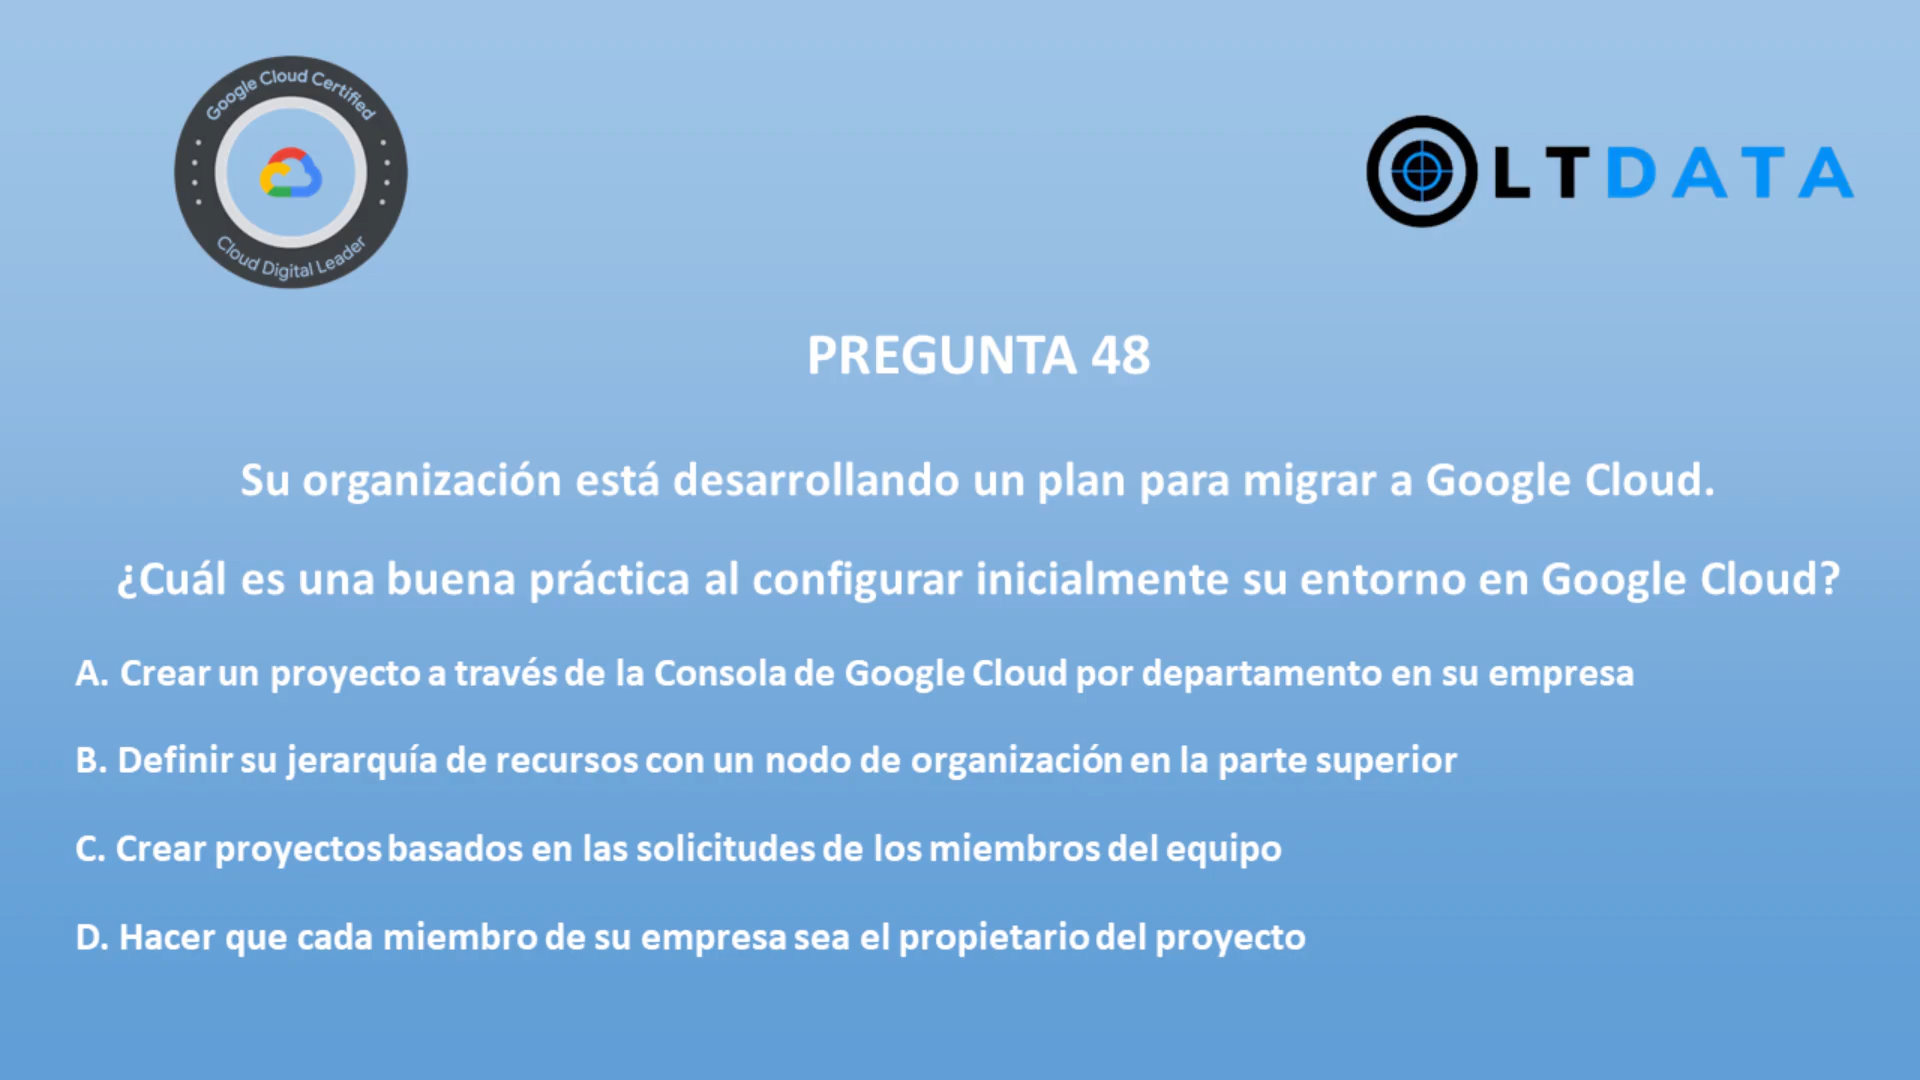 Google Cloud Certified
Cloud Digital Leader
LTDATA
PREGUNTA 48
Su organización está desarrollando un plan para migrar a Google Cloud.
¿Cuál es una buena práctica al configurar inicialmente su entorno en Google Cloud?
A. Crear un proyecto a través de la Consola de Google Cloud por departamento en su empresa
B. Definir su jerarquía de recursos con un nodo de organización en la parte superior
C. Crear proyectos basados en las solicitudes de los miembros del equipo
D. Hacer que cada miembro de su empresa sea el propietario del proyecto